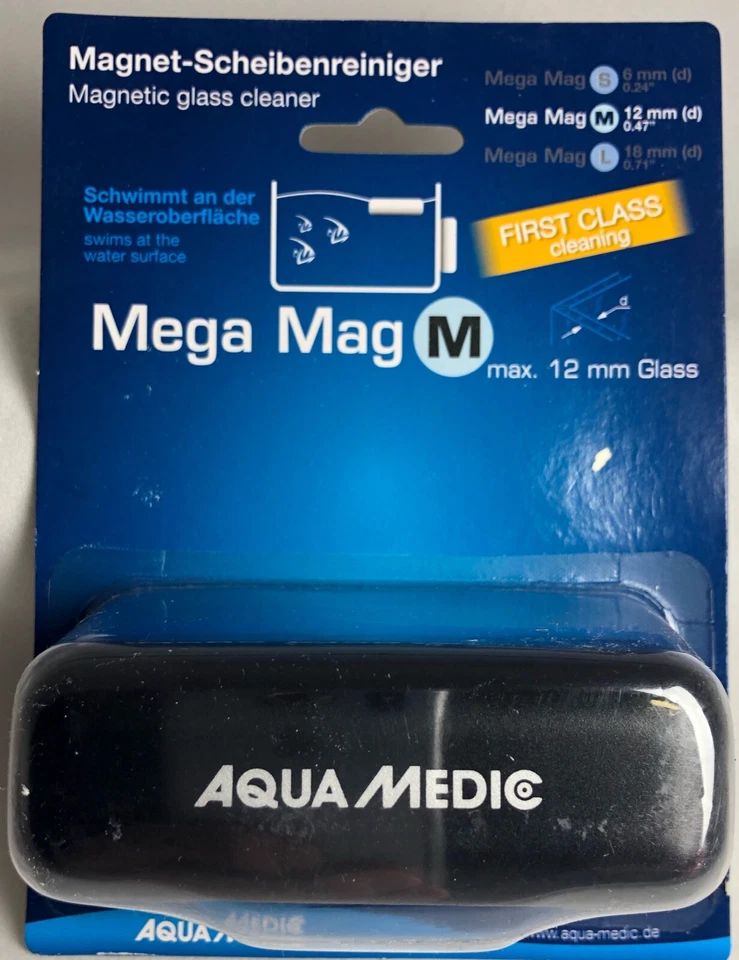 Magnet-Scheibenreiniger
Magnetic glass cleaner
Mega Mag S 6 mm (d)
0.24"
Mega Mag M 12 mm (d)
0.47"
Mega Mag L 18 mm (d)
0.71"
Schwimmt an der
Wasseroberfläche
swims at the
water surface
FIRST CLASS
cleaning
d
Mega Mag M
max. 12 mm Glass
AQUA MEDIC
AQUA MEDIC
www.aqua-medic.de